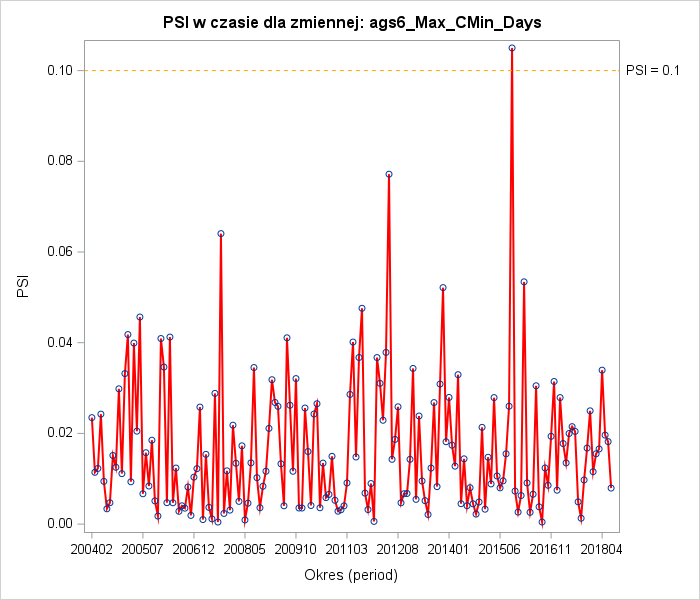 PSI w czasie dla zmiennej: ags6_Max_CMin_Days
0.10
PSI = 0.1
0.08
0.06
PSI
0.04
0.02
0.00
200402 200507 200612 200805 200910 201103 201208 201401 201506 201611 201804
Okres (period)